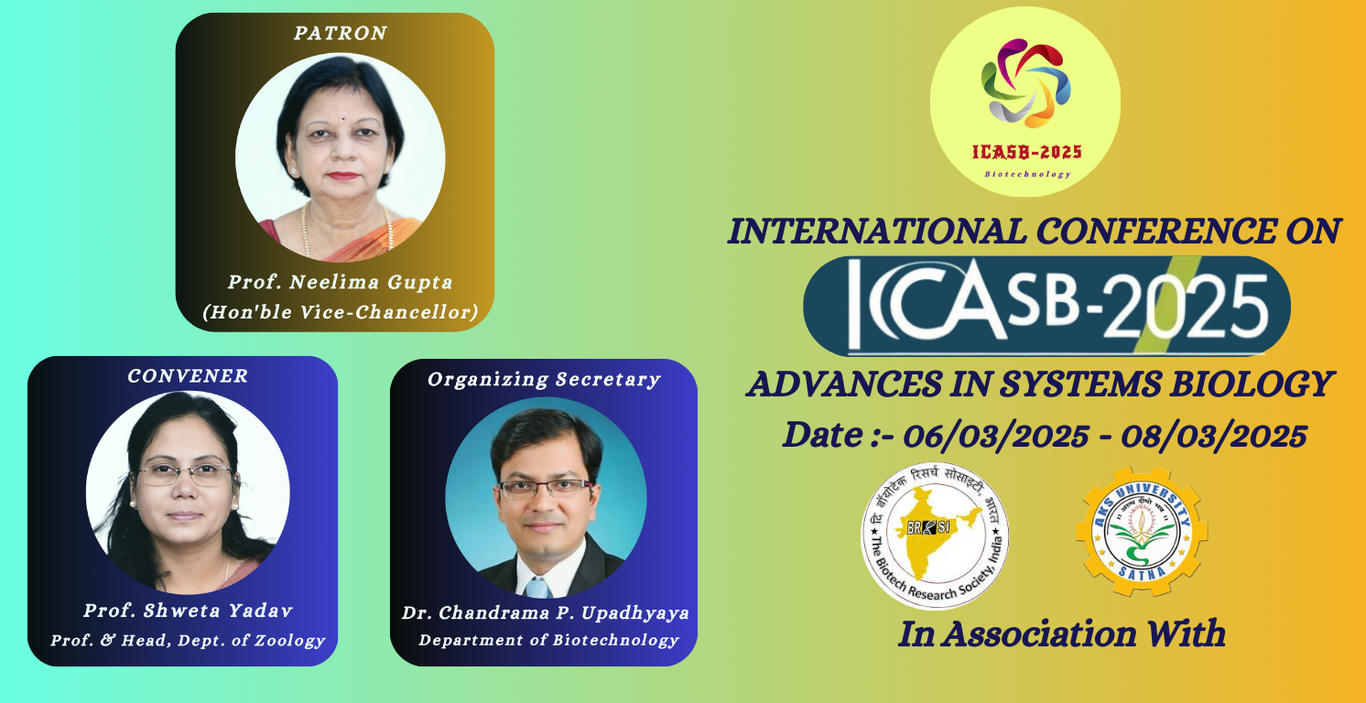 PATRON
Prof. Neelima Gupta
(Hon'ble Vice-Chancellor)
CONVENER
Prof. Shweta Yadav
Prof. & Head, Dept. of Zoology
Organizing Secretary
Dr. Chandrama P. Upadhyaya
Department of Biotechnology
ICASB-2025
Biotechnology
INTERNATIONAL CONFERENCE ON
ICASB-2025
ADVANCES IN SYSTEMS BIOLOGY
Date :- 06/03/2025 - 08/03/2025
दि बॉयोटेक रिसर्च सोसाइटी, भारत
BRSI
The Biotech Research Society, India
AKS UNIVERSITY
SATNA
In Association With